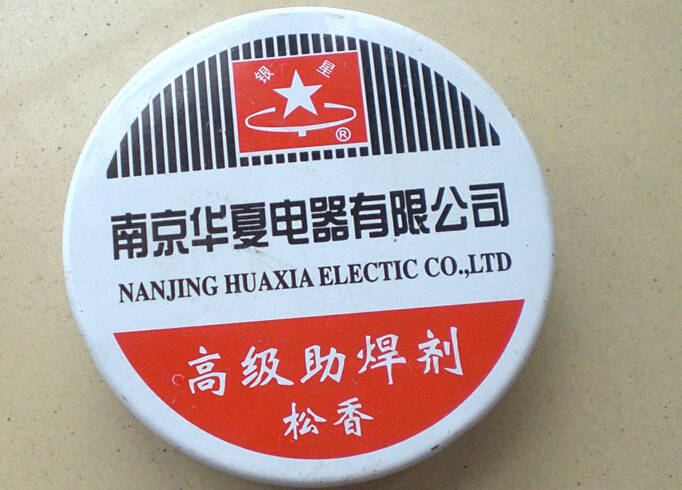 银星
®
南京华夏电器有限公司
NANJING HUAXIA ELECTIC CO.,LTD
高级助焊剂
松香